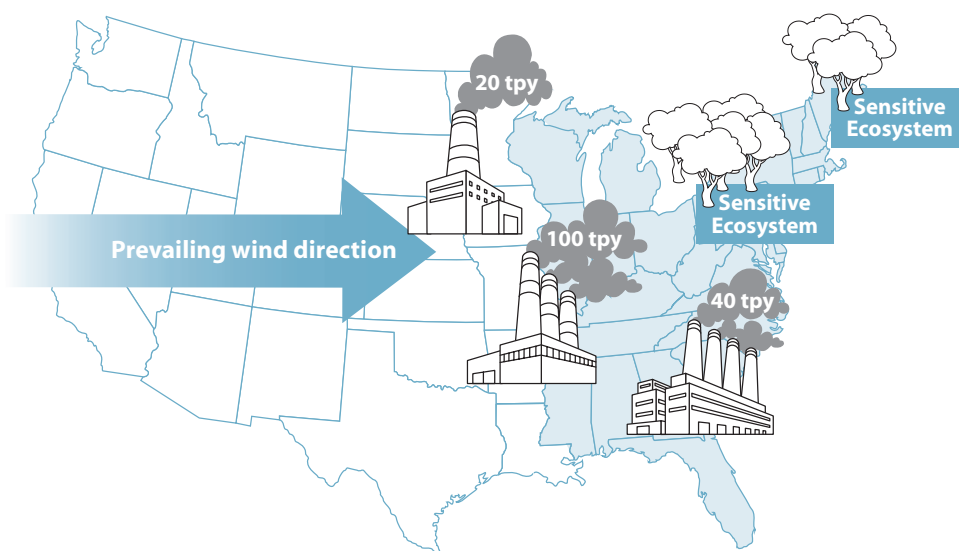 20 tpy
Sensitive
Ecosystem
Sensitive
Ecosystem
Prevailing wind direction
100 tpy
40 tpy